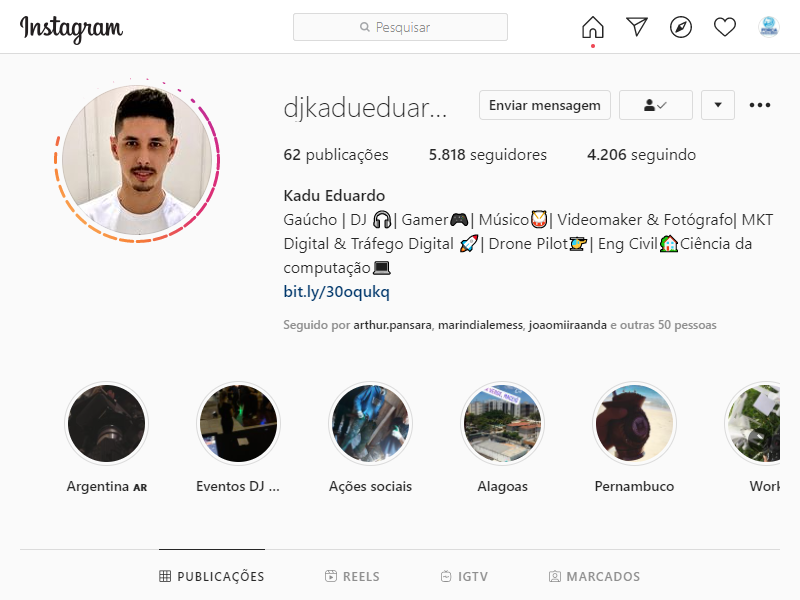 Instagram
Pesquisar
djkadueduar...
Enviar mensagem
62 publicações
5.818 seguidores
4.206 seguindo
Kadu Eduardo
Gaúcho | DJ 🎧| Gamer🎮| Músico🥁| Videomaker & Fotógrafo| MKT
Digital & Tráfego Digital 🚀| Drone Pilot🚁| Eng Civil🏠Ciência da
computação💻
bit.ly/30oqukq
Seguido por arthur.pansara, marindialemess, joaomiiraanda e outras 50 pessoas
Argentina AR
Eventos DJ ...
Ações sociais
Alagoas
Pernambuco
Work
PUBLICAÇÕES
REELS
IGTV
MARCADOS